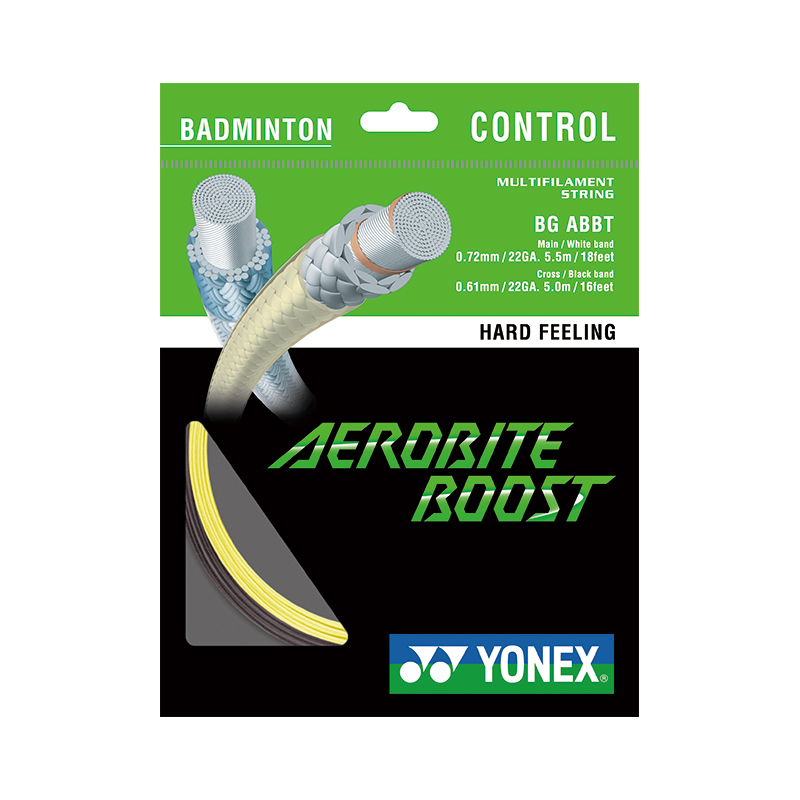 BADMINTON
CONTROL
MULTIFILAMENT
STRING
BG ABBT
Main / White band
0.72mm / 22GA. 5.5m / 18feet
Cross / Black band
0.61mm / 22GA. 5.0m / 16feet
HARD FEELING
AEROBITE
BOOST
YONEX®